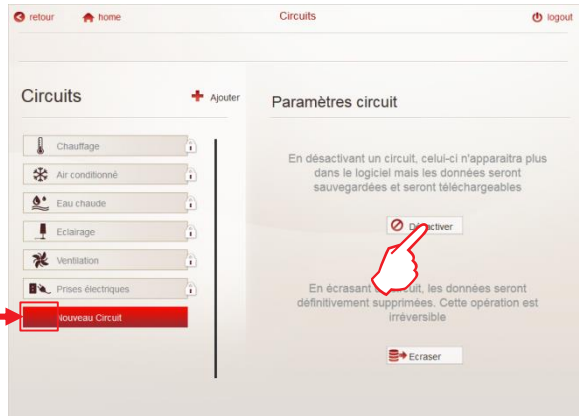 retour
home
Circuits
logout
Circuits
Ajouter
Paramètres circuit
Chauffage
Air conditionné
Eau chaude
Eclairage
Ventilation
Prises électriques
Nouveau Circuit
En désactivant un circuit, celui-ci n'apparaitra plus
dans le logiciel mais les données seront
sauvegardées et seront téléchargeables
Désactiver
En écrasant circuit, les données seront
définitivement supprimées. Cette opération est
irréversible
Ecraser